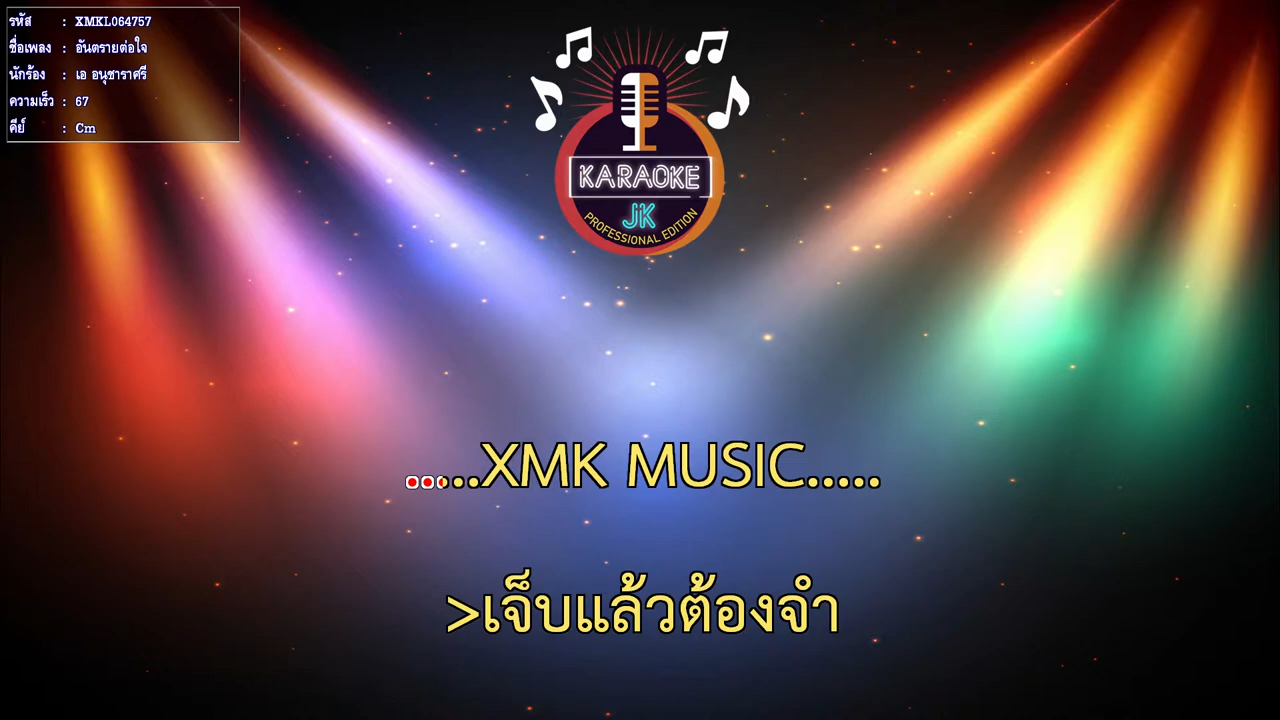 รหัส : XMKL064757
ชื่อเพลง : อันตรายต่อใจ
นักร้อง : เอ อนุชาราศรี
ความเร็ว : 67
คีย์ : Cm
KARAOKE
JK
PROFESSIONAL EDITION
.....XMK MUSIC.....
>เจ็บแล้วต้องจำ